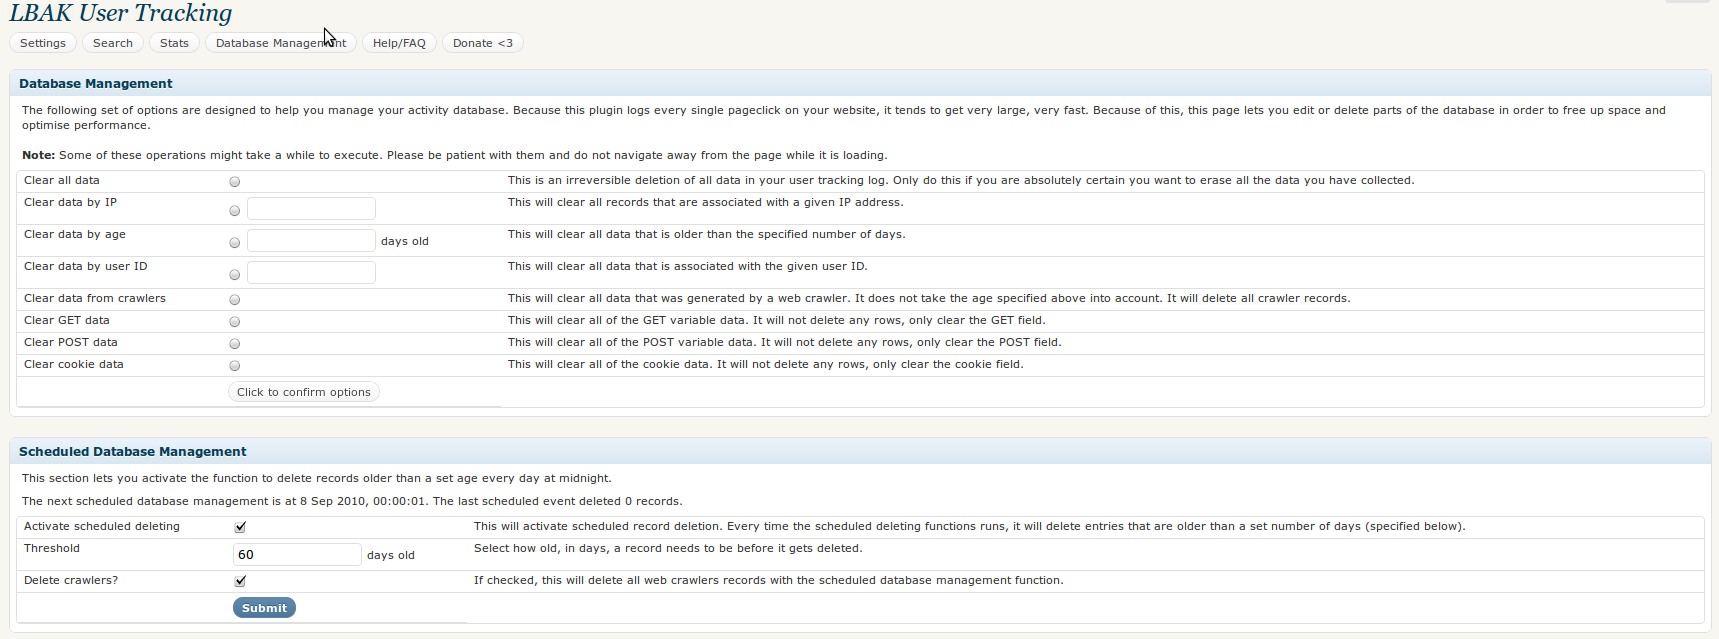 LBAK User Tracking
Settings Search Stats Database Management Help/FAQ Donate <3
Database Management
The following set of options are designed to help you manage your activity database. Because this plugin logs every single pageclick on your website, it tends to get very large, very fast. Because of this, this page lets you edit or delete parts of the database in order to free up space and
optimise performance.
Note: Some of these operations might take a while to execute. Please be patient with them and do not navigate away from the page while it is loading.
Clear all data This is an irreversible deletion of all data in your user tracking log. Only do this if you are absolutely certain you want to erase all the data you have collected.
Clear data by IP This will clear all records that are associated with a given IP address.
Clear data by age days old This will clear all data that is older than the specified number of days.
Clear data by user ID This will clear all data that is associated with the given user ID.
Clear data from crawlers This will clear all data that was generated by a web crawler. It does not take the age specified above into account. It will delete all crawler records.
Clear GET data This will clear all of the GET variable data. It will not delete any rows, only clear the GET field.
Clear POST data This will clear all of the POST variable data. It will not delete any rows, only clear the POST field.
Clear cookie data This will clear all of the cookie data. It will not delete any rows, only clear the cookie field.
Click to confirm options
Scheduled Database Management
This section lets you activate the function to delete records older than a set age every day at midnight.
The next scheduled database management is at 8 Sep 2010, 00:00:01. The last scheduled event deleted 0 records.
Activate scheduled deleting This will activate scheduled record deletion. Every time the scheduled deleting functions runs, it will delete entries that are older than a set number of days (specified below).
Threshold 60 days old Select how old, in days, a record needs to be before it gets deleted.
Delete crawlers? If checked, this will delete all web crawlers records with the scheduled database management function.
Submit